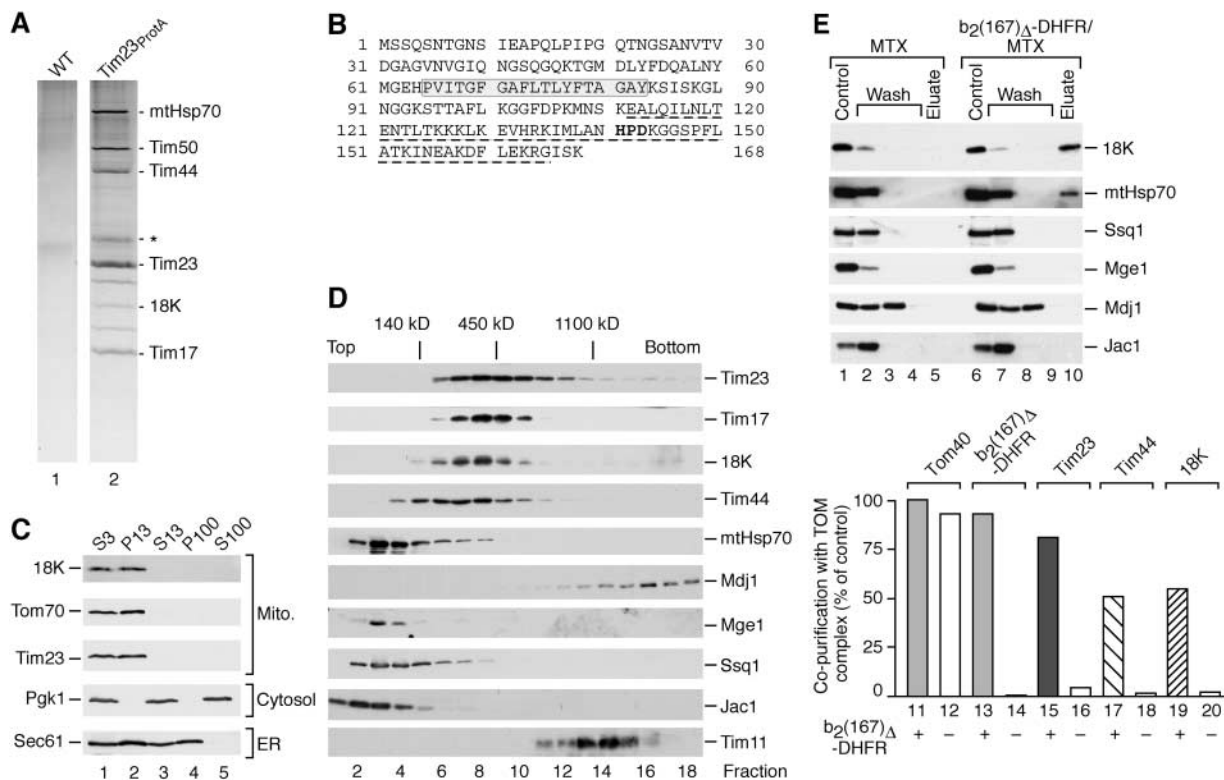 A
WT
Tim23ProtA
mtHsp70
Tim50
Tim44
*
Tim23
18K
Tim17
1 2
B
1 MSSQSNTGNS IEAPQLPIPG QTNGSANVTV 30
31 DGAGVNVGIQ NGSQGQKTGM DLYFDQALNY 60
61 MGEHPVITGF GAFLTLYFTA GAYKSISKGL 90
91 NGGKSTTAFL KGGFDPKMNS KEALQILNLT 120
121 ENTLTKKKLK EVHRKIMLAN HPDKGGSPFL 150
151 ATKINEAKDF LEKRGISK 168
C
S3 P13 S13 P100 S100
18K
Tom70
Tim23
Mito.
Pgk1
Cytosol
Sec61
ER
1 2 3 4 5
D
140 kD 450 kD 1100 kD
Top Bottom
Tim23
Tim17
18K
Tim44
mtHsp70
Mdj1
Mge1
Ssq1
Jac1
Tim11
2 4 6 8 10 12 14 16 18 Fraction
E
b2(167)Δ-DHFR/
MTX MTX
Control Wash Eluate Control Wash Eluate
18K
mtHsp70
Ssq1
Mge1
Mdj1
Jac1
1 2 3 4 5 6 7 8 9 10
Tom40
b2(167)Δ
-DHFR
Tim23
Tim44
18K
Co-purification with TOM
complex (% of control)
100
75
50
25
0
11 12 13 14 15 16 17 18 19 20
b2(167)Δ
-DHFR
+ − + − + − + − + −